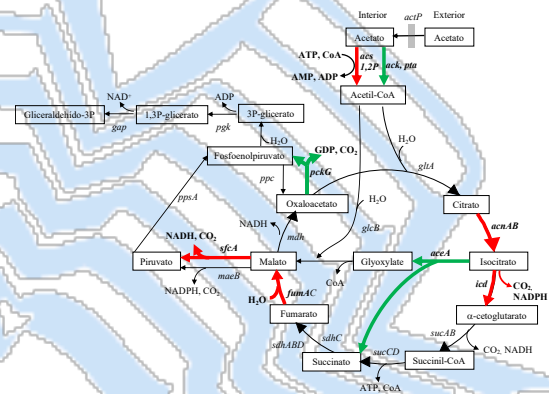 Interior
actP
Exterior
Acetato
Acetato
ATP, CoA
acs
1,2P
ack, pta
AMP, ADP
Acetil-CoA
NAD⁺
ADP
Gliceraldehido-3P
1,3P-glicerato
3P-glicerato
gap
pgk
H₂O
H₂O
Fosfoenolpiruvato
GDP, CO₂
gltA
ppc
pckG
ppsA
Oxaloacetato
H₂O
Citrato
NADH
mdh
glcB
acnAB
NADH, CO₂
sfcA
aceA
Piruvato
Malato
Glyoxylate
Isocitrato
maeB
CoA
icd
CO₂,
NADPH
NADPH, CO₂
H₂O
fumAC
Fumarato
α-cetoglutarato
sdhC
sucAB
sdhABD
sucCD
CO₂, NADH
Succinato
Succinil-CoA
ATP, CoA